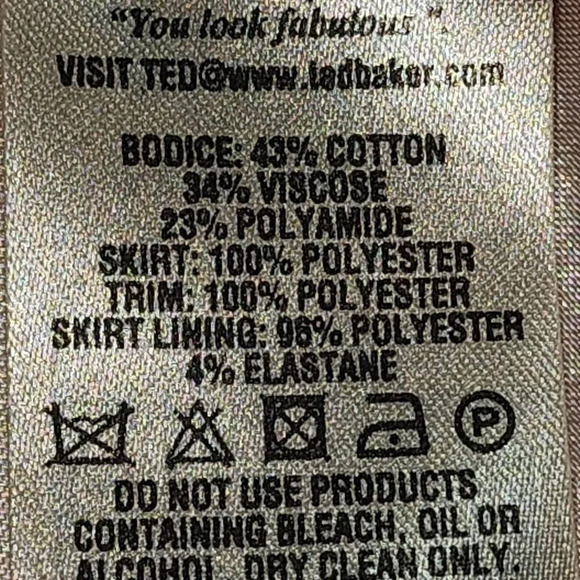 "You look fabulous".
VISIT TED@www.tedbaker.com
BODICE: 43% COTTON
34% VISCOSE
23% POLYAMIDE
SKIRT: 100% POLYESTER
TRIM: 100% POLYESTER
SKIRT LINING: 96% POLYESTER
4% ELASTANE
P
DO NOT USE PRODUCTS
CONTAINING BLEACH, OIL OR
ALCOHOL. DRY CLEAN ONLY.